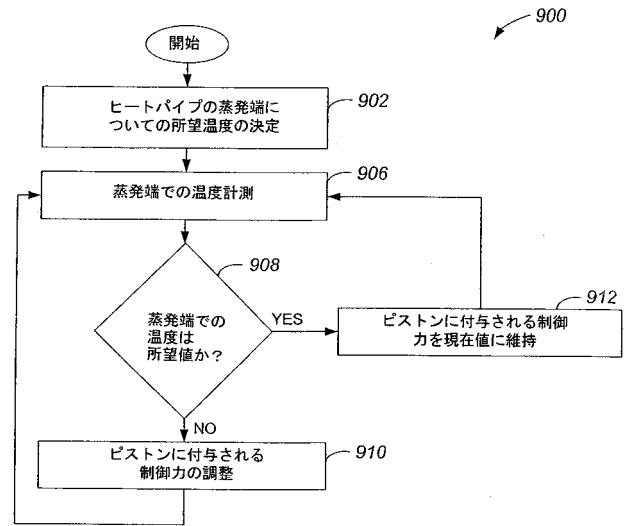 900
開始
ヒートパイプの蒸発端に
ついての所望温度の決定
902
蒸発端での温度計測
906
908
蒸発端での
温度は
所望値か？
YES
912
ピストンに付与される制御
力を現在値に維持
NO
ピストンに付与される
制御力の調整
910